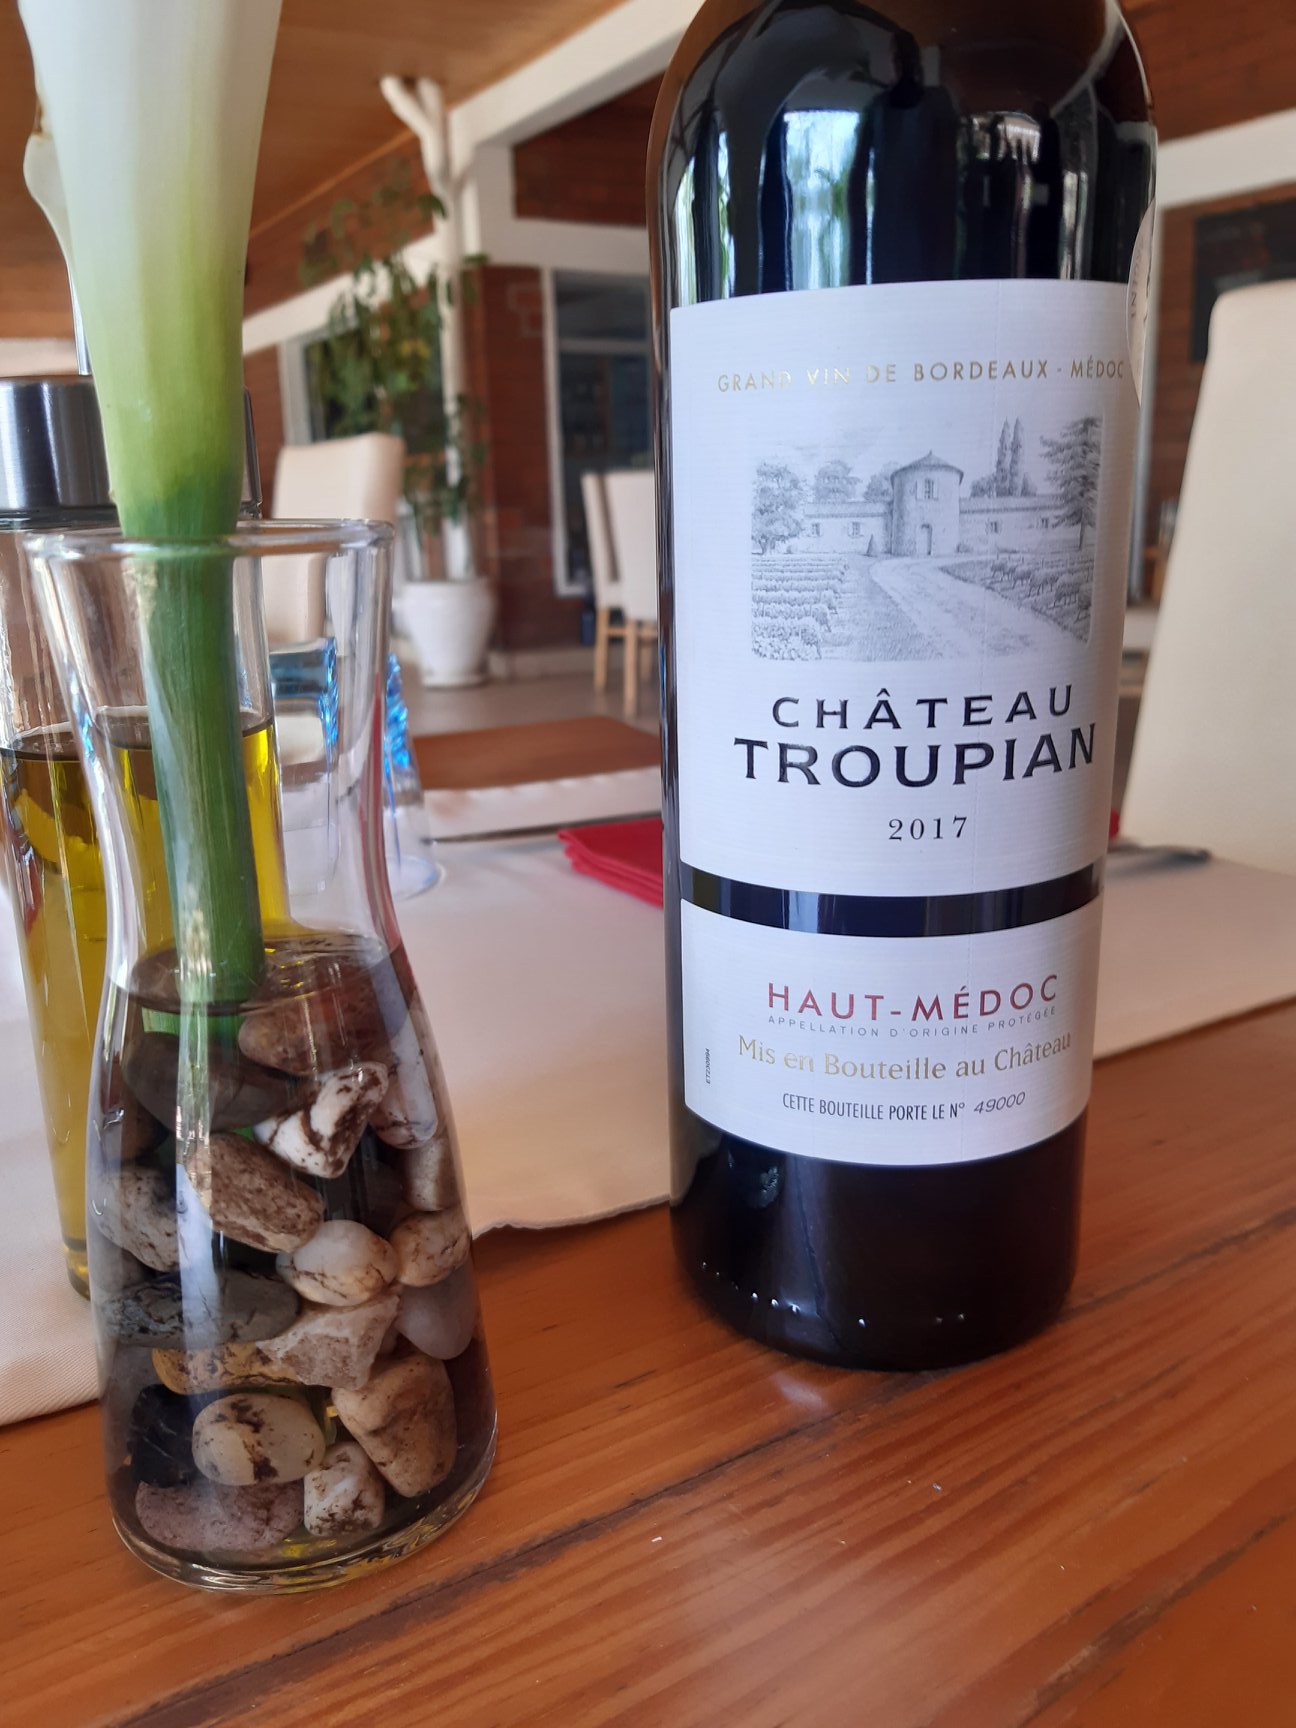 GRAND VIN DE BORDEAUX - MÉDOC
CHÂTEAU
TROUPIAN
2017
HAUT-MÉDOC
APPELLATION D'ORIGINE PROTÉGÉE
Mis en Bouteille au Château
CETTE BOUTEILLE PORTE LE N° 49000
ET230994